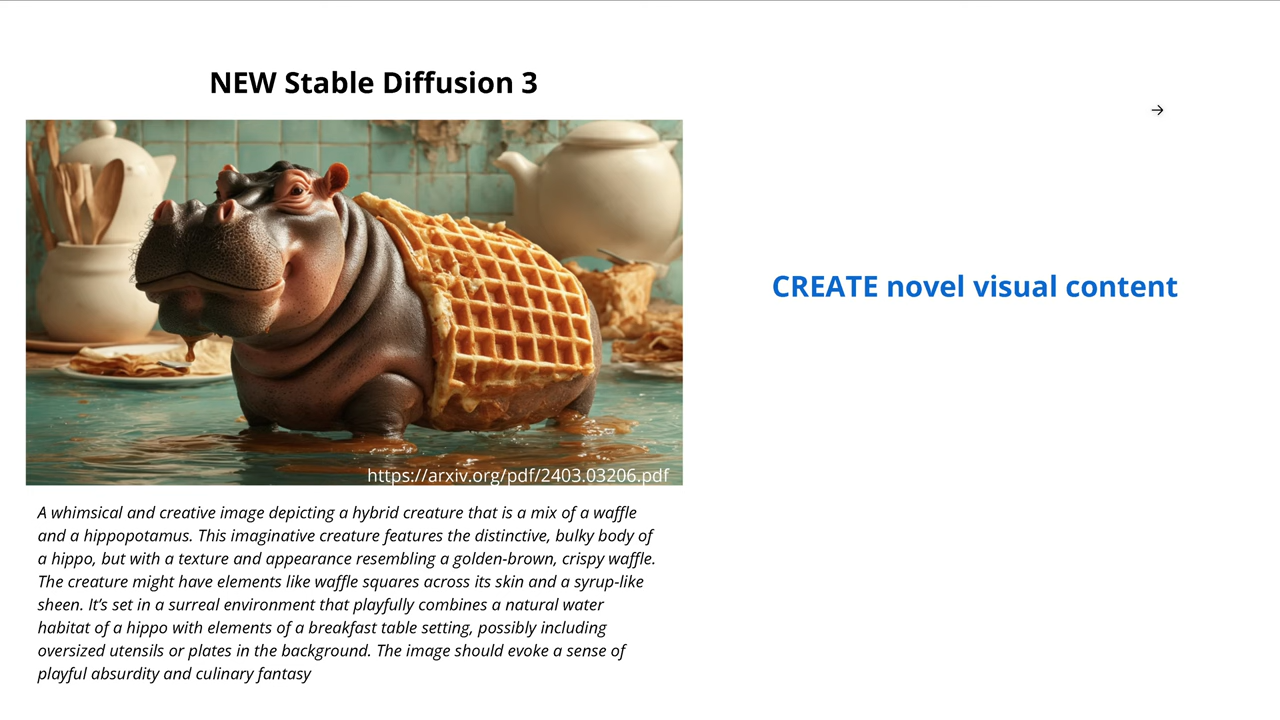 NEW Stable Diffusion 3
→
CREATE novel visual content
https://arxiv.org/pdf/2403.03206.pdf
A whimsical and creative image depicting a hybrid creature that is a mix of a waffle
and a hippopotamus. This imaginative creature features the distinctive, bulky body of
a hippo, but with a texture and appearance resembling a golden-brown, crispy waffle.
The creature might have elements like waffle squares across its skin and a syrup-like
sheen. It’s set in a surreal environment that playfully combines a natural water
habitat of a hippo with elements of a breakfast table setting, possibly including
oversized utensils or plates in the background. The image should evoke a sense of
playful absurdity and culinary fantasy